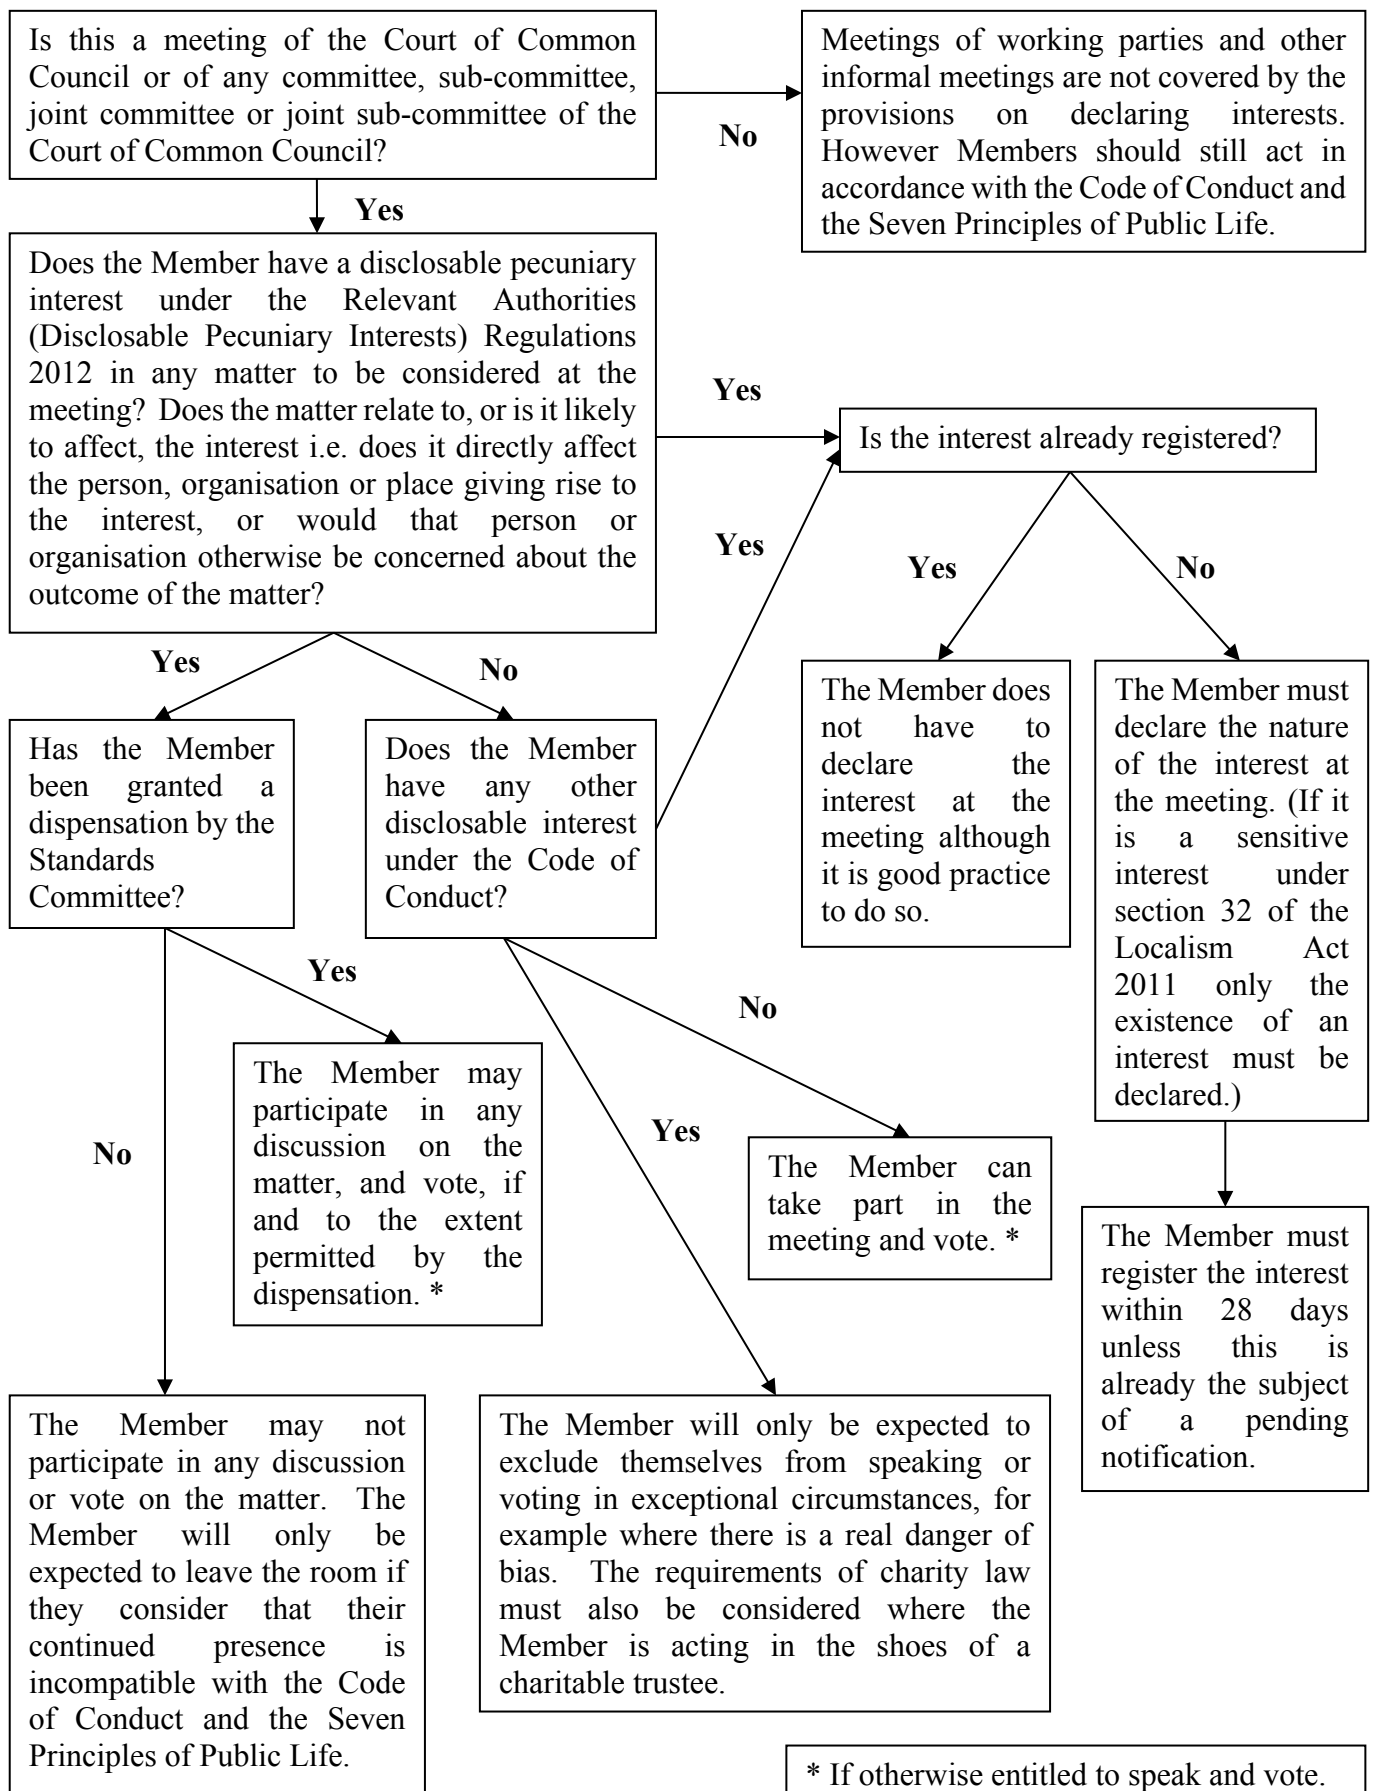 Is this a meeting of the Court of Common
Council or of any committee, sub-committee,
joint committee or joint sub-committee of the
Court of Common Council?
No
Meetings of working parties and other
informal meetings are not covered by the
provisions on declaring interests.
However Members should still act in
accordance with the Code of Conduct and
the Seven Principles of Public Life.
Yes
Does the Member have a disclosable pecuniary
interest under the Relevant Authorities
(Disclosable Pecuniary Interests) Regulations
2012 in any matter to be considered at the
meeting? Does the matter relate to, or is it likely
to affect, the interest i.e. does it directly affect
the person, organisation or place giving rise to
the interest, or would that person or
organisation otherwise be concerned about the
outcome of the matter?
Yes
Is the interest already registered?
Yes
Yes
No
Yes
No
Has the Member
been granted a
dispensation by the
Standards
Committee?
Does the Member
have any other
disclosable interest
under the Code of
Conduct?
The Member does
not have to
declare the
interest at the
meeting although
it is good practice
to do so.
The Member must
declare the nature
of the interest at
the meeting. (If it
is a sensitive
interest under
section 32 of the
Localism Act
2011 only the
existence of an
interest must be
declared.)
Yes
No
The Member may
participate in any
discussion on the
matter, and vote, if
and to the extent
permitted by the
dispensation. *
No
Yes
The Member can
take part in the
meeting and vote. *
The Member must
register the interest
within 28 days
unless this is
already the subject
of a pending
notification.
The Member may not
participate in any discussion
or vote on the matter. The
Member will only be
expected to leave the room if
they consider that their
continued presence is
incompatible with the Code
of Conduct and the Seven
Principles of Public Life.
The Member will only be expected to
exclude themselves from speaking or
voting in exceptional circumstances, for
example where there is a real danger of
bias. The requirements of charity law
must also be considered where the
Member is acting in the shoes of a
charitable trustee.
* If otherwise entitled to speak and vote.